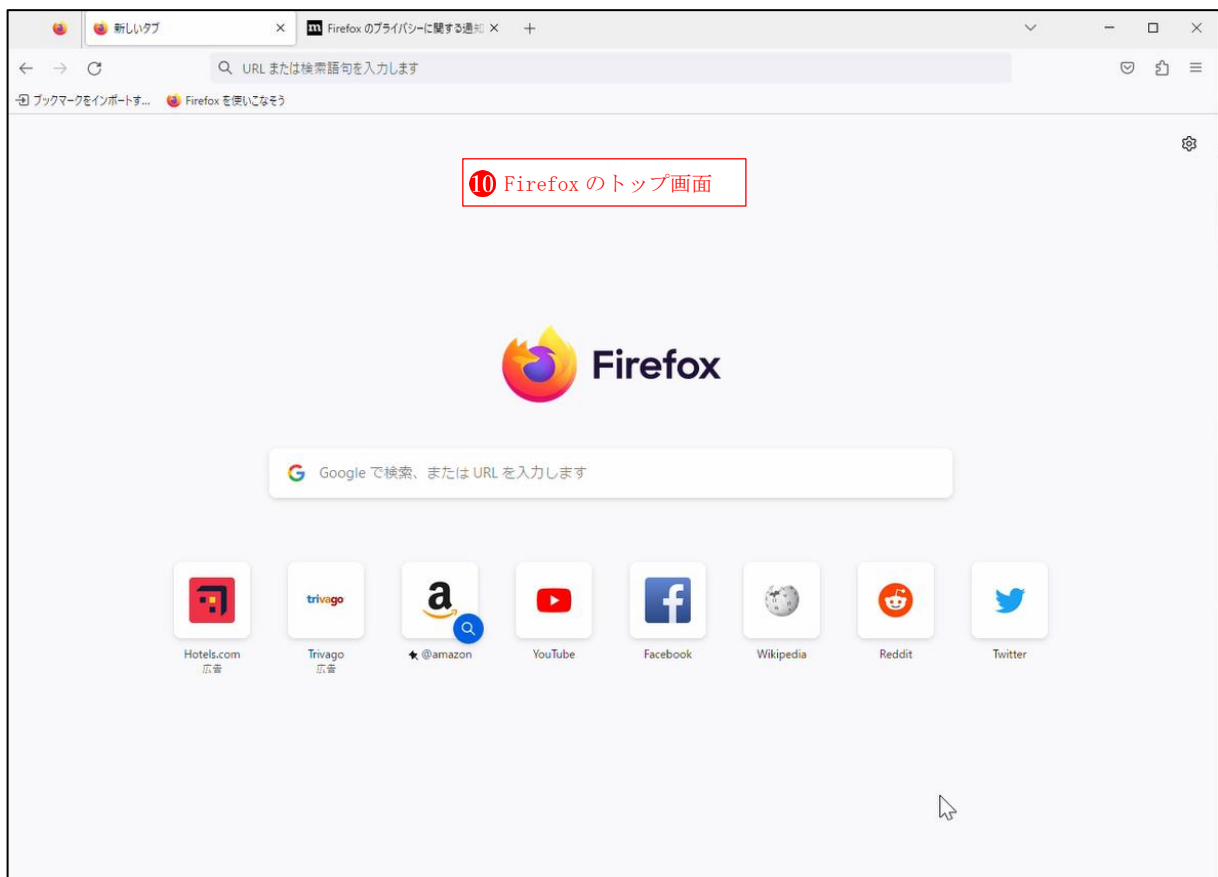 新しいタブ
Firefox のプライバシーに関する通知
URL または検索語句を入力します
ブックマークをインポートす...
Firefox を使いこなそう
10 Firefox のトップ画面
Firefox
Google で検索、または URL を入力します
trivago
Hotels.com
広告
Trivago
広告
@amazon
YouTube
Facebook
Wikipedia
Reddit
Twitter